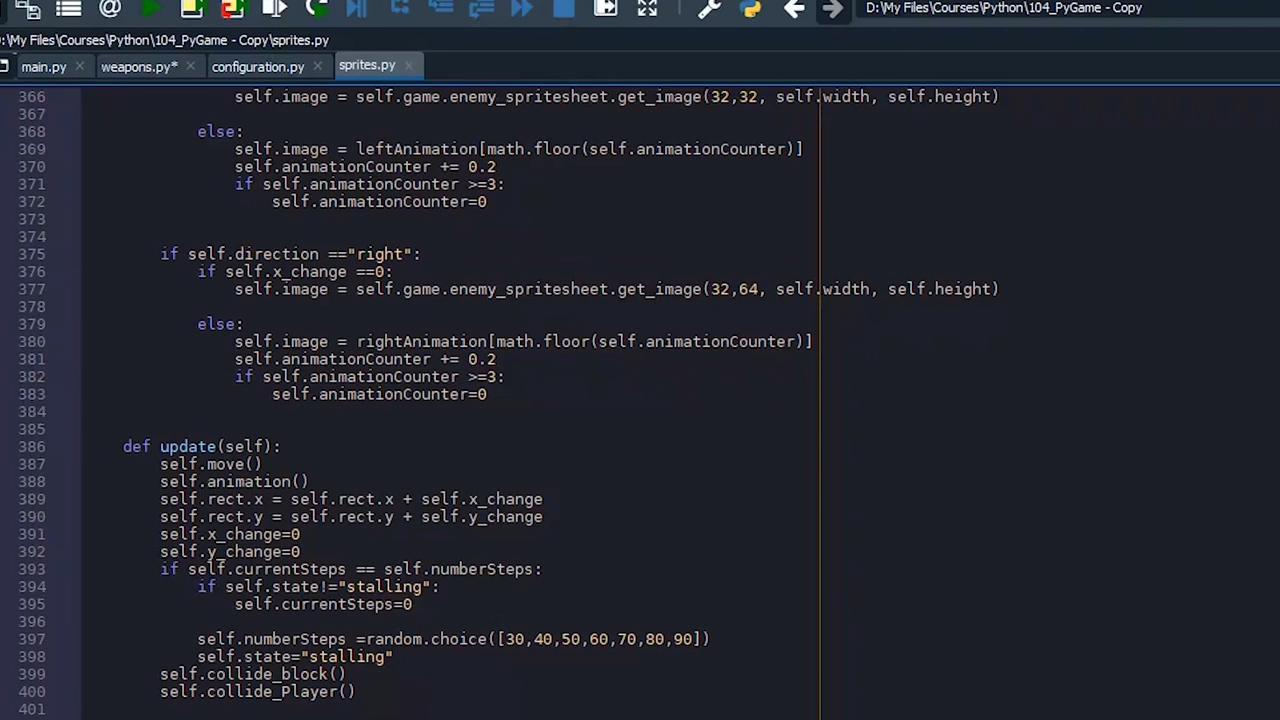 D:\My Files\Courses\Python\104_PyGame - Copy
:\My Files\Courses\Python\104_PyGame - Copy\sprites.py
main.py weapons.py* configuration.py sprites.py
366 self.image = self.game.enemy_spritesheet.get_image(32,32, self.width, self.height)
367
368 else:
369 self.image = leftAnimation[math.floor(self.animationCounter)]
370 self.animationCounter += 0.2
371 if self.animationCounter >=3:
372 self.animationCounter=0
373
374
375 if self.direction =="right":
376 if self.x_change ==0:
377 self.image = self.game.enemy_spritesheet.get_image(32,64, self.width, self.height)
378
379 else:
380 self.image = rightAnimation[math.floor(self.animationCounter)]
381 self.animationCounter += 0.2
382 if self.animationCounter >=3:
383 self.animationCounter=0
384
385
386 def update(self):
387 self.move()
388 self.animation()
389 self.rect.x = self.rect.x + self.x_change
390 self.rect.y = self.rect.y + self.y_change
391 self.x_change=0
392 self.y_change=0
393 if self.currentSteps == self.numberSteps:
394 if self.state!="stalling":
395 self.currentSteps=0
396
397 self.numberSteps =random.choice([30,40,50,60,70,80,90])
398 self.state="stalling"
399 self.collide_block()
400 self.collide_Player()
401